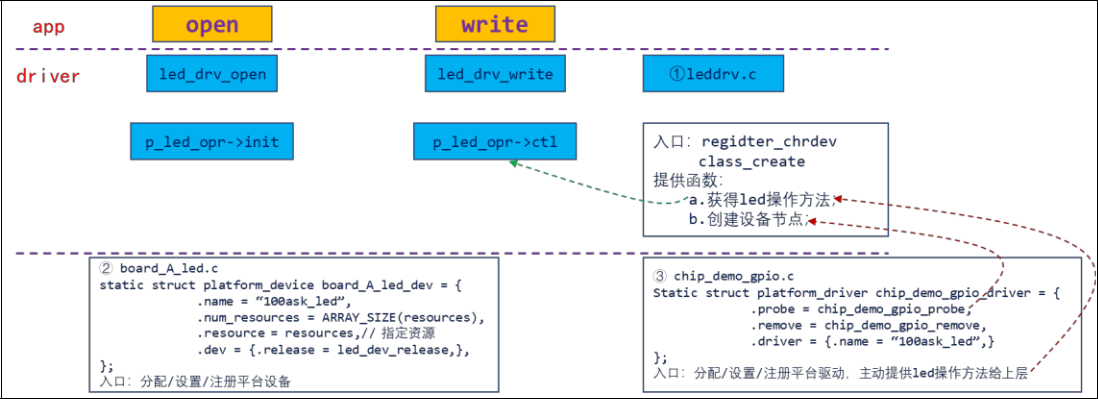 app
open
write
driver
led_drv_open
led_drv_write
①leddrv.c
p_led_opr->init
p_led_opr->ctl
入口：regidter_chrdev
class_create
提供函数：
a.获得led操作方法;
b.创建设备节点;
② board_A_led.c
static struct platform_device board_A_led_dev = {
.name = “100ask_led”,
.num_resources = ARRAY_SIZE(resources),
.resource = resources,// 指定资源
.dev = {.release = led_dev_release,},
};
入口：分配/设置/注册平台设备
③ chip_demo_gpio.c
Static struct platform_driver chip_demo_gpio_driver = {
.probe = chip_demo_gpio_probe,
.remove = chip_demo_gpio_remove,
.driver = {.name = “100ask_led”,}
};
入口：分配/设置/注册平台驱动，主动提供led操作方法给上层